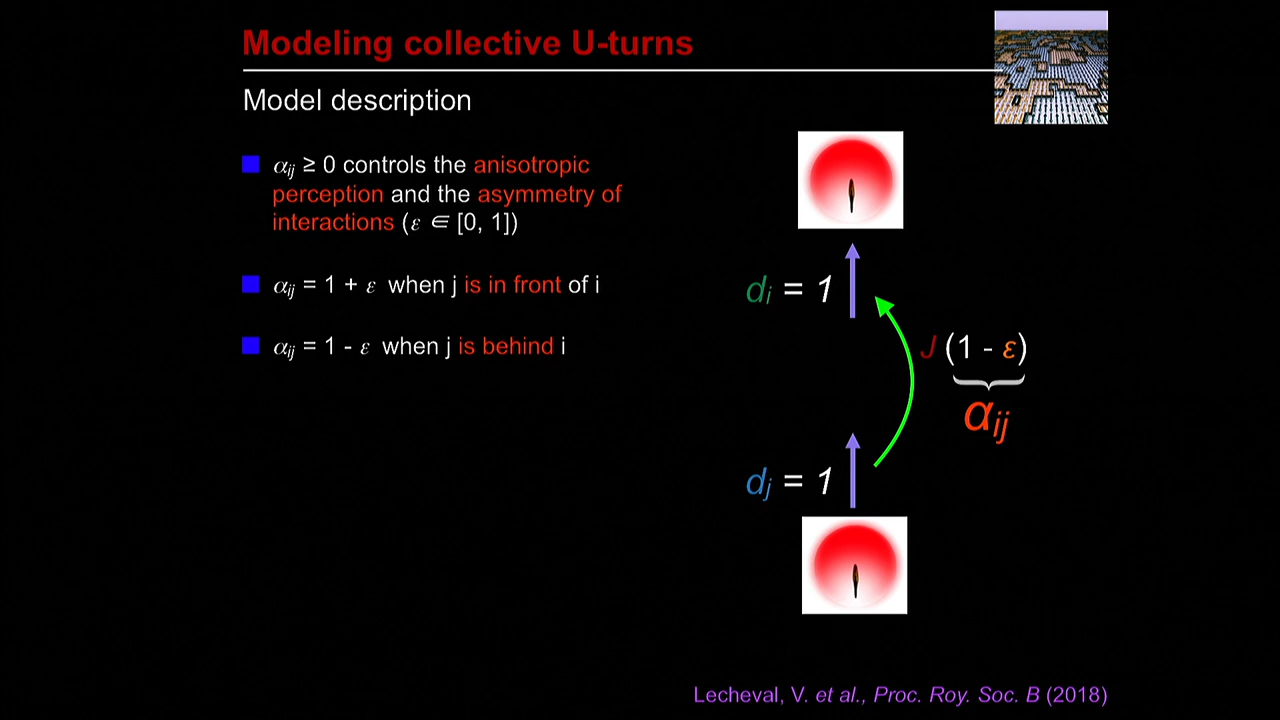 Modeling collective U-turns
Model description
αij ≥ 0 controls the anisotropic
perception and the asymmetry of
interactions (ε ∈ [0, 1])
αij = 1 + ε when j is in front of i
αij = 1 - ε when j is behind i
di = 1
J (1 - ε)
αij
dj = 1
Lecheval, V. et al., Proc. Roy. Soc. B (2018)